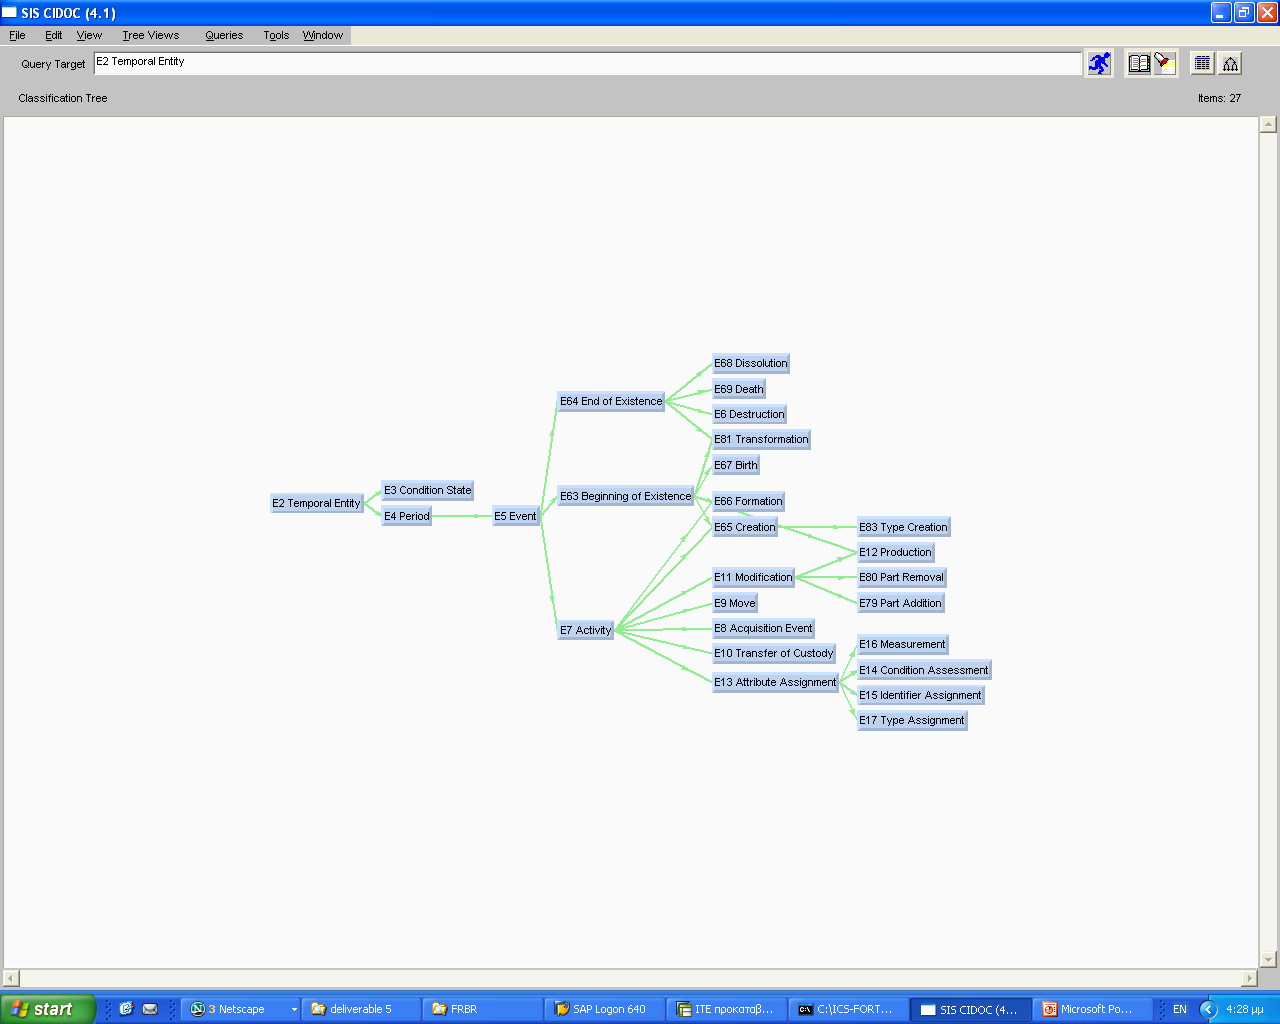 SIS CIDOC (4.1)
File Edit View Tree Views Queries Tools Window
Query Target E2 Temporal Entity
Classification Tree Items: 27
E68 Dissolution
E69 Death
E64 End of Existence
E6 Destruction
E81 Transformation
E67 Birth
E3 Condition State
E63 Beginning of Existence
E66 Formation
E2 Temporal Entity
E4 Period
E5 Event
E65 Creation
E83 Type Creation
E12 Production
E11 Modification
E80 Part Removal
E9 Move
E79 Part Addition
E7 Activity
E8 Acquisition Event
E16 Measurement
E10 Transfer of Custody
E14 Condition Assessment
E13 Attribute Assignment
E15 Identifier Assignment
E17 Type Assignment
start 3 Netscape deliverable 5 FRBR SAP Logon 640 ITE προκαταβ... C:\ICS-FORT... SIS CIDOC (4.... Microsoft Po... EN 4:28 μμ